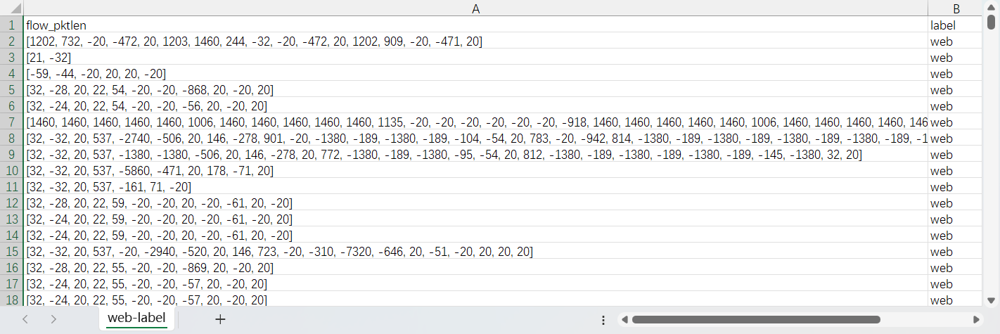 A B
1 flow_pktlen label
2 [1202, 732, -20, -472, 20, 1203, 1460, 244, -32, -20, -472, 20, 1202, 909, -20, -471, 20] web
3 [21, -32] web
4 [-59, -44, -20, 20, 20, -20] web
5 [32, -28, 20, 22, 54, -20, -20, -868, 20, -20, 20] web
6 [32, -24, 20, 22, 54, -20, -20, -56, 20, -20, 20] web
7 [1460, 1460, 1460, 1460, 1460, 1006, 1460, 1460, 1460, 1460, 1460, 1135, -20, -20, -20, -20, -20, -20, -918, 1460, 1460, 1460, 1460, 1460, 1006, 1460, 1460, 1460, 1460, 146 web
8 [32, -32, 20, 537, -2740, -506, 20, 146, -278, 901, -20, -1380, -189, -1380, -189, -104, -54, 20, 783, -20, -942, 814, -1380, -189, -1380, -189, -1380, -189, -1380, -189, -1 web
9 [32, -32, 20, 537, -1380, -1380, -506, 20, 146, -278, 20, 772, -1380, -189, -1380, -95, -54, 20, 812, -1380, -189, -1380, -189, -1380, -189, -145, -1380, 32, 20] web
10 [32, -32, 20, 537, -5860, -471, 20, 178, -71, 20] web
11 [32, -32, 20, 537, -161, 71, -20] web
12 [32, -28, 20, 22, 59, -20, -20, 20, -20, -61, 20, -20] web
13 [32, -24, 20, 22, 59, -20, -20, 20, -20, -61, -20, 20] web
14 [32, -24, 20, 22, 59, -20, -20, 20, -20, -61, 20, -20] web
15 [32, -32, 20, 537, -20, -2940, -520, 20, 146, 723, -20, -310, -7320, -646, 20, -51, -20, 20, 20, 20] web
16 [32, -28, 20, 22, 55, -20, -20, -869, 20, -20, 20] web
17 [32, -24, 20, 22, 55, -20, -20, -57, 20, -20, 20] web
18 [32, -24, 20, 22, 55, -20, -20, -57, 20, -20, 20] web
web-label